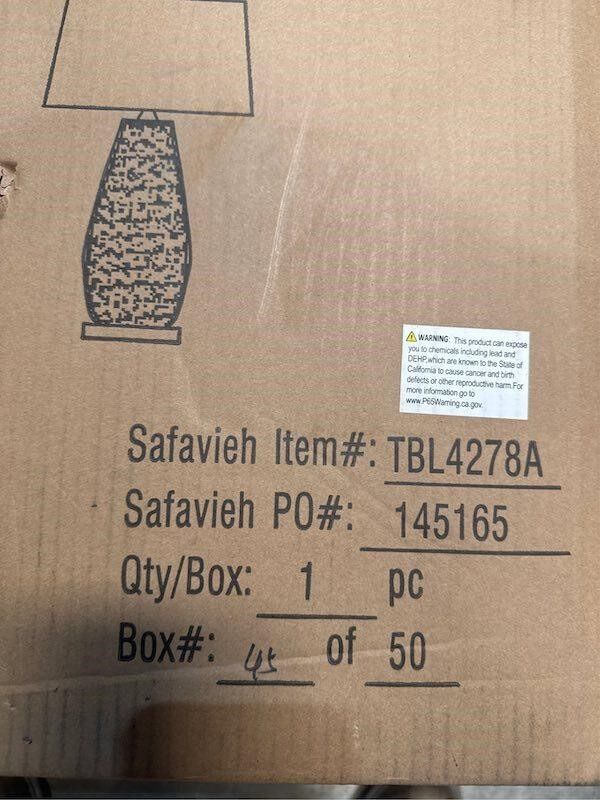 WARNING: This product can expose
you to chemicals including lead and
DEHP,which are known to the State of
California to cause cancer and birth
defects or other reproductive harm.For
more information go to
www.P65Warning.ca.gov.
Safavieh Item#: TBL4278A
Safavieh PO#: 145165
Qty/Box: 1 pc
Box#: 45 of 50